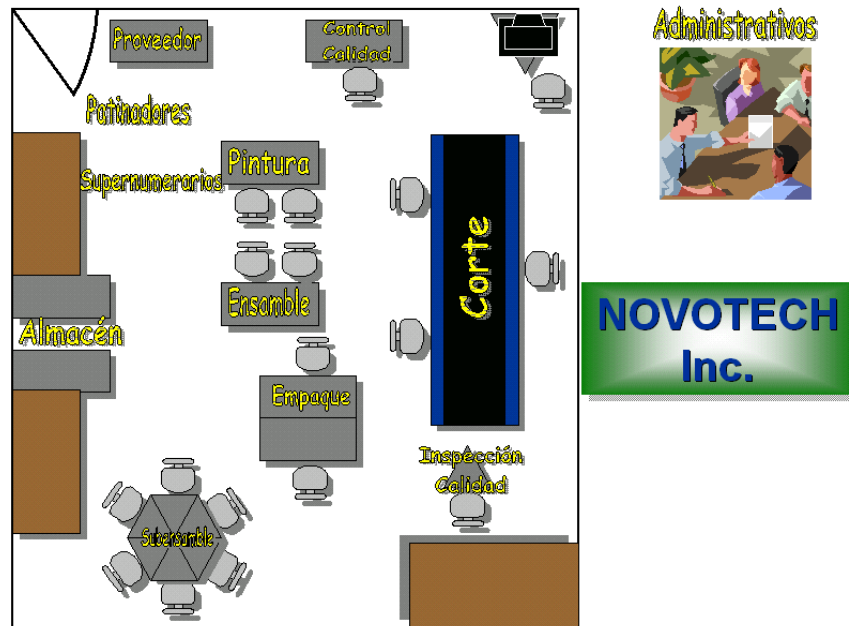 Administrativos
Proveedor
Control
Calidad
Patinadores
Pintura
Supernumerarios
Corte
Ensamble
Almacén
NOVOTECH
Inc.
Empaque
Inspección
Calidad
Subensamble